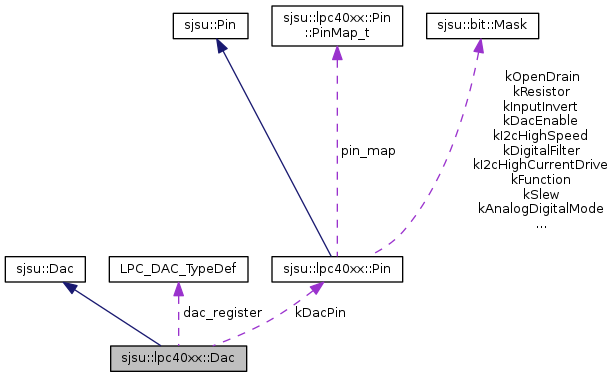 sjsu::Pin
sjsu::lpc40xx::Pin
::PinMap_t
sjsu::bit::Mask
kOpenDrain
kResistor
kInputInvert
kDacEnable
kI2cHighSpeed
kDigitalFilter
kI2cHighCurrentDrive
kFunction
kSlew
kAnalogDigitalMode
...
pin_map
sjsu::Dac
LPC_DAC_TypeDef
sjsu::lpc40xx::Pin
dac_register
kDacPin
sjsu::lpc40xx::Dac